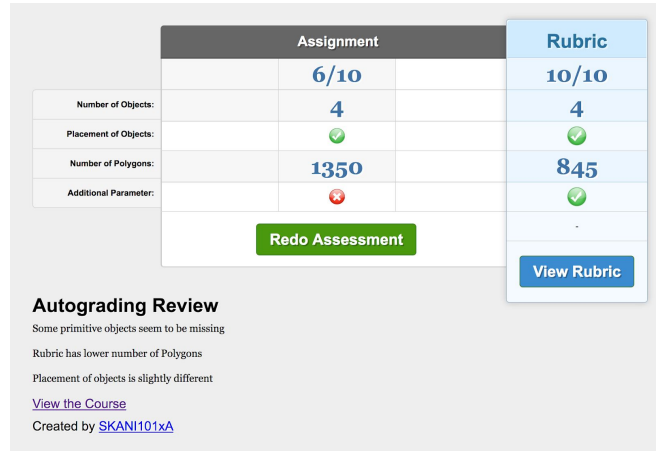 Assignment
Rubric
6/10
10/10
Number of Objects:
4
4
Placement of Objects:
Number of Polygons:
1350
845
Additional Parameter:
-
Redo Assessment
View Rubric
Autograding Review
Some primitive objects seem to be missing
Rubric has lower number of Polygons
Placement of objects is slightly different
View the Course
Created by SKANI101xA